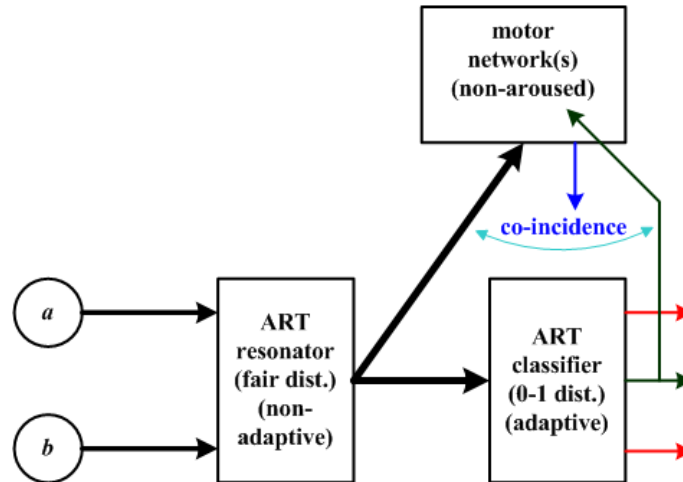 motor
network(s)
(non-aroused)
co-incidence
a
ART
resonator
(fair dist.)
(non-
adaptive)
ART
classifier
(0-1 dist.)
(adaptive)
b